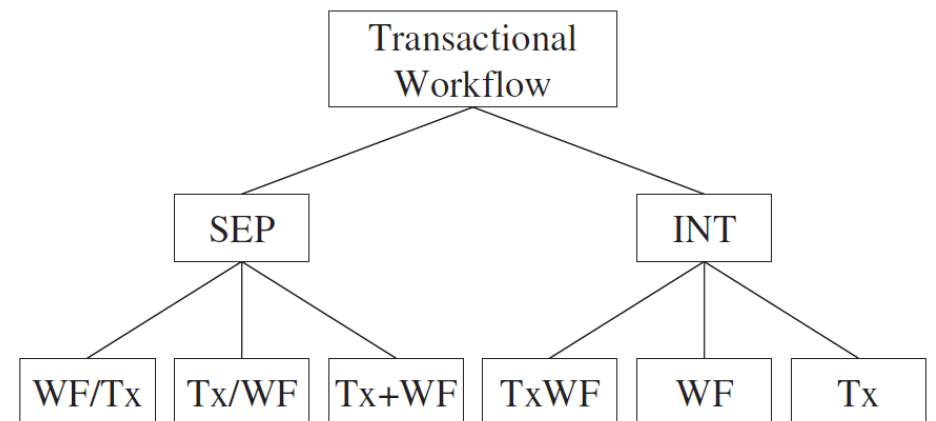 Transactional
Workflow
SEP
INT
WF/Tx
Tx/WF
Tx+WF
TxWF
WF
Tx